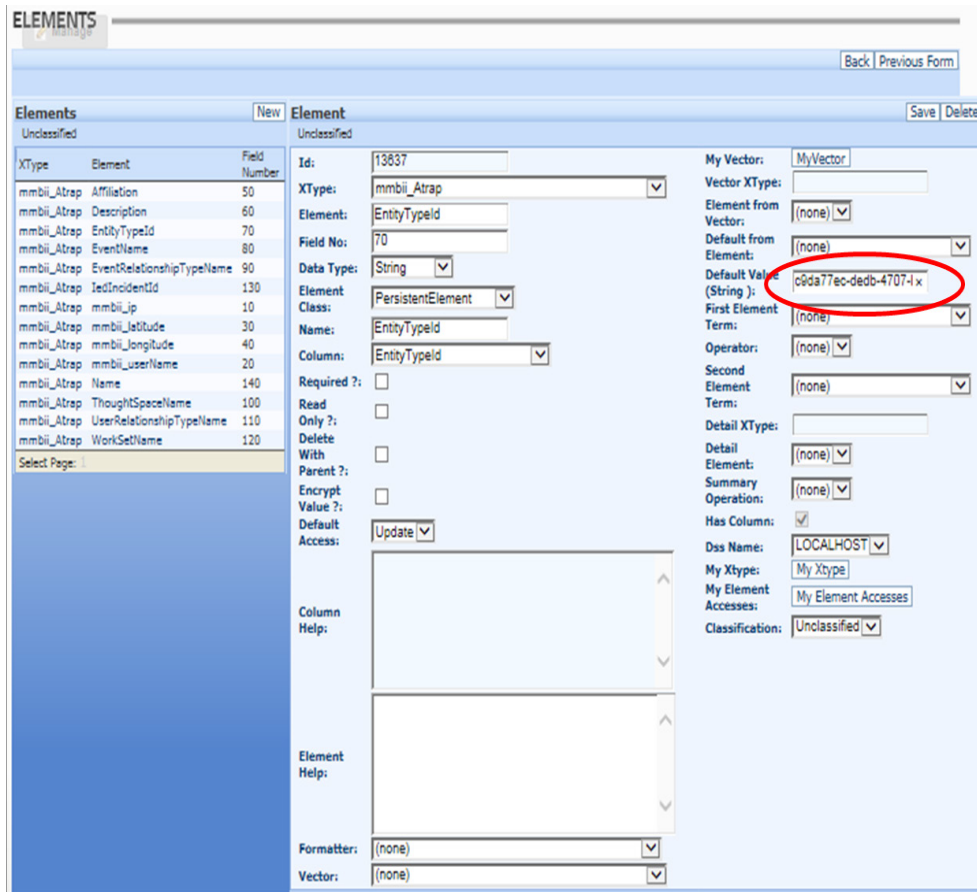 ELEMENTS
Manage
Back Previous Form
Elements New
Unclassified
XType Element Field Number
mmbii_Atrap Affiliation 50
mmbii_Atrap Description 60
mmbii_Atrap EntityTypeId 70
mmbii_Atrap EventName 80
mmbii_Atrap EventRelationshipTypeName 90
mmbii_Atrap IedIncidentId 130
mmbii_Atrap mmbii_ip 10
mmbii_Atrap mmbii_latitude 30
mmbii_Atrap mmbii_longitude 40
mmbii_Atrap mmbii_userName 20
mmbii_Atrap Name 140
mmbii_Atrap ThoughtSpaceName 100
mmbii_Atrap UserRelationshipTypeName 110
mmbii_Atrap WorkSetName 120
Select Page: 1
Element Save Delete
Unclassified
Id: 13637
XType: mmbii_Atrap
Element: EntityTypeId
Field No: 70
Data Type: String
Element Class: PersistentElement
Name: EntityTypeId
Column: EntityTypeId
Required ?:
Read Only ?:
Delete With Parent ?:
Encrypt Value ?:
Default Access: Update
Column Help:
Element Help:
Formatter: (none)
Vector: (none)
My Vector: MyVector
Vector XType:
Element from Vector: (none)
Default from Element: (none)
Default Value (String ): c9da77ec-dedb-4707- ×
First Element Term: (none)
Operator: (none)
Second Element Term: (none)
Detail XType:
Detail Element: (none)
Summary Operation: (none)
Has Column:
Dss Name: LOCALHOST
My Xtype: My Xtype
My Element Accesses: My Element Accesses
Classification: Unclassified